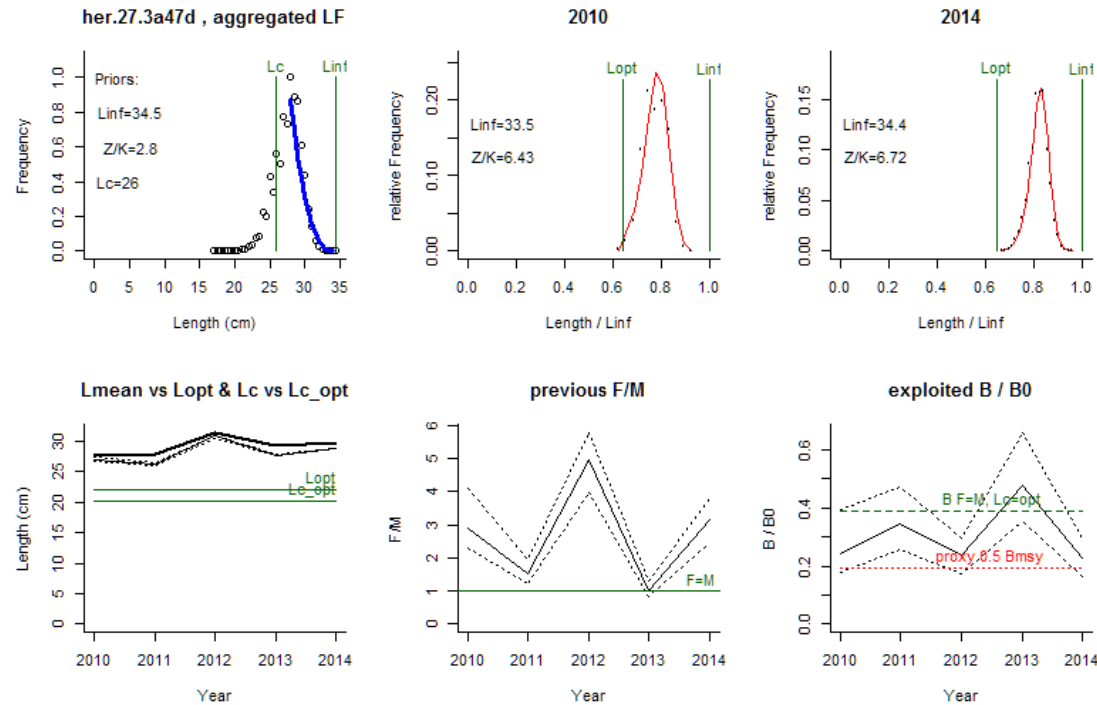 her.27.3a47d , aggregated LF
Frequency
0.0 0.2 0.4 0.6 0.8 1.0
Priors:
Linf=34.5
Z/K=2.8
Lc=26
Lc
Linf
0 5 10 15 20 25 30 35
Length (cm)
2010
relative Frequency
0.00 0.10 0.20
Lopt
Linf
Linf=33.5
Z/K=6.43
0.0 0.2 0.4 0.6 0.8 1.0
Length / Linf
2014
relative Frequency
0.00 0.05 0.10 0.15
Lopt
Linf
Linf=34.4
Z/K=6.72
0.0 0.2 0.4 0.6 0.8 1.0
Length / Linf
Lmean vs Lopt & Lc vs Lc_opt
Length (cm)
0 5 10 15 20 25 30
Lopt
Lc_opt
2010 2011 2012 2013 2014
Year
previous F/M
F/M
0 1 2 3 4 5 6
F=M
2010 2011 2012 2013 2014
Year
exploited B / B0
B / B0
0.0 0.2 0.4 0.6
B F=M, Lc=opt
proxy 0.5 Bmsy
2010 2011 2012 2013 2014
Year